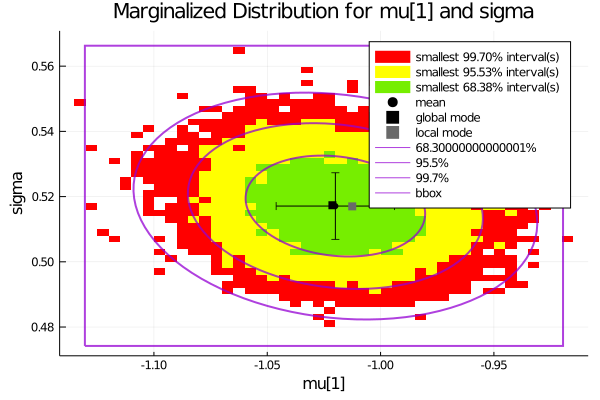 Marginalized Distribution for mu[1] and sigma
smallest 99.70% interval(s)
smallest 95.53% interval(s)
smallest 68.38% interval(s)
mean
global mode
local mode
68.30000000000001%
95.5%
99.7%
bbox
sigma
0.56
0.54
0.52
0.50
0.48
-1.10
-1.05
-1.00
-0.95
mu[1]